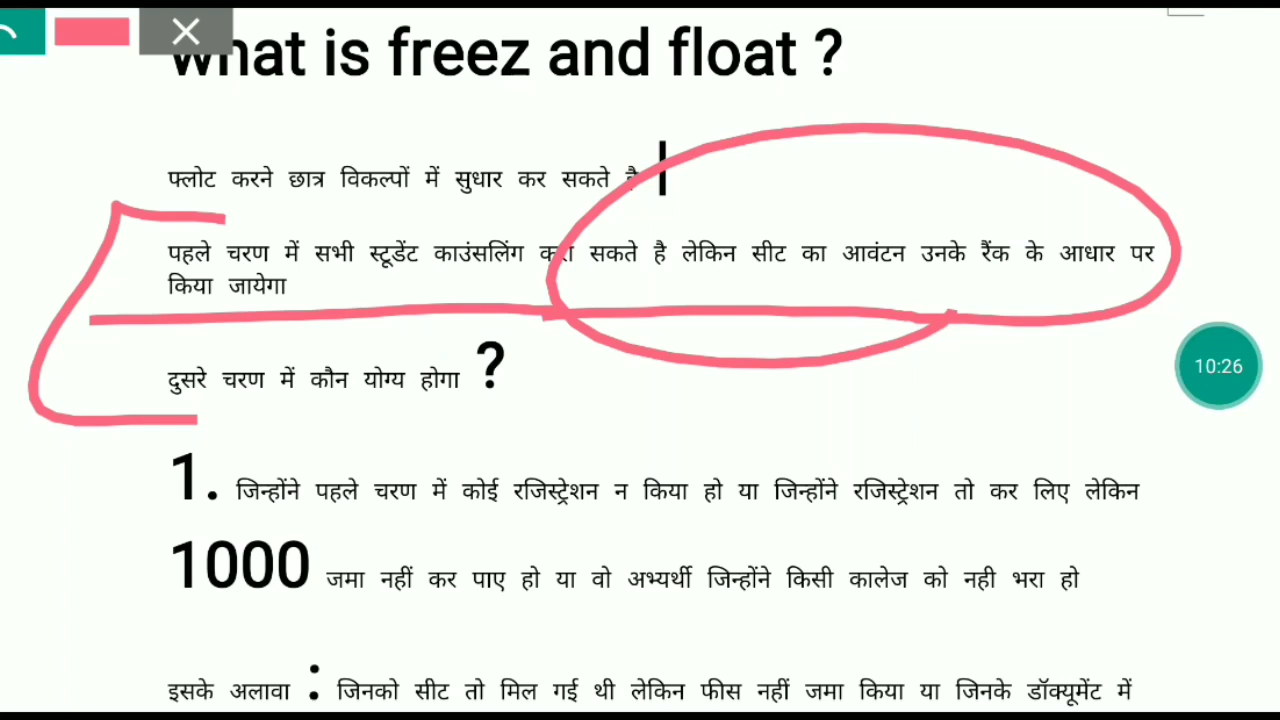 what is freez and float ?
फ्लोट करने छात्र विकल्पों में सुधार कर सकते है |
पहले चरण में सभी स्टूडेंट काउंसलिंग करा सकते है लेकिन सीट का आवंटन उनके रैंक के आधार पर
किया जायेगा
10:26
दुसरे चरण में कौन योग्य होगा ?
1. जिन्होंने पहले चरण में कोई रजिस्ट्रेशन न किया हो या जिन्होंने रजिस्ट्रेशन तो कर लिए लेकिन
1000 जमा नहीं कर पाए हो या वो अभ्यर्थी जिन्होंने किसी कालेज को नही भरा हो
इसके अलावा : जिनको सीट तो मिल गई थी लेकिन फीस नहीं जमा किया या जिनके डॉक्यूमेंट में